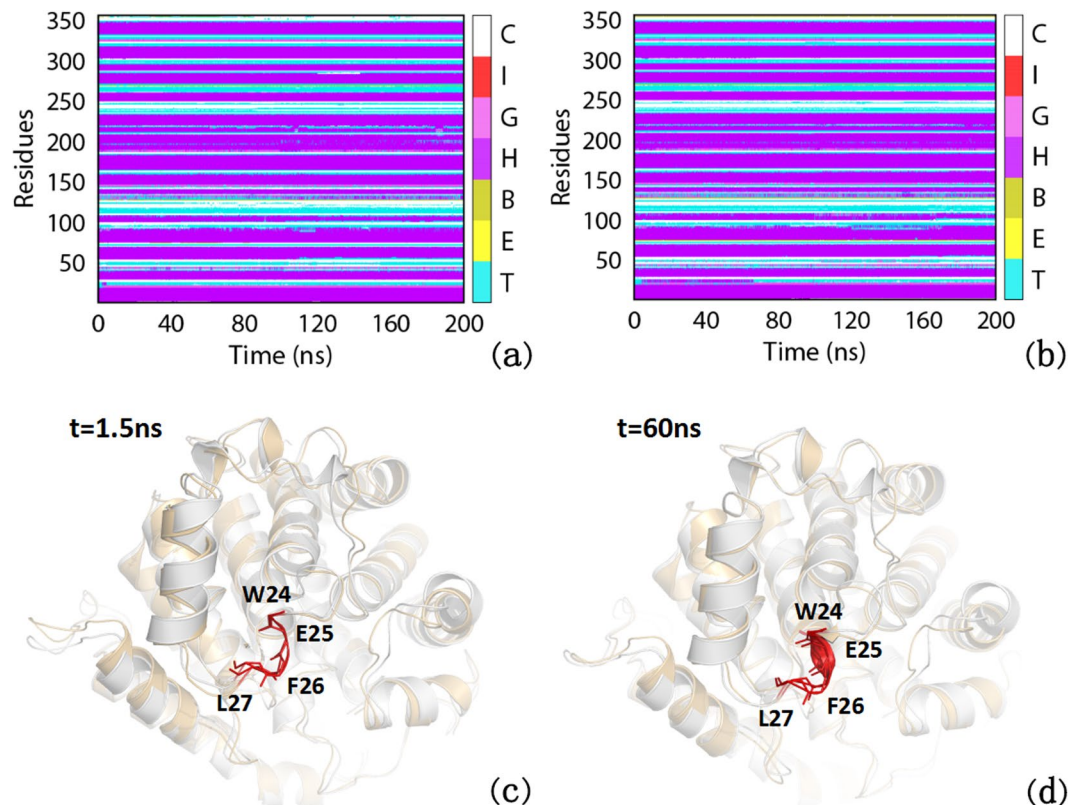 350
300
250
200
150
100
50
Residues
0 40 80 120 160 200
Time (ns)
C
I
G
H
B
E
T
(a)
350
300
250
200
150
100
50
Residues
0 40 80 120 160 200
Time (ns)
C
I
G
H
B
E
T
(b)
t=1.5ns
W24
E25
F26
L27
(c)
t=60ns
W24
E25
F26
L27
(d)